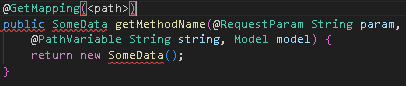 @GetMapping(<path>)
public SomeData getMethodName(@RequestParam String param,
@PathVariable String string, Model model) {
return new SomeData();
}